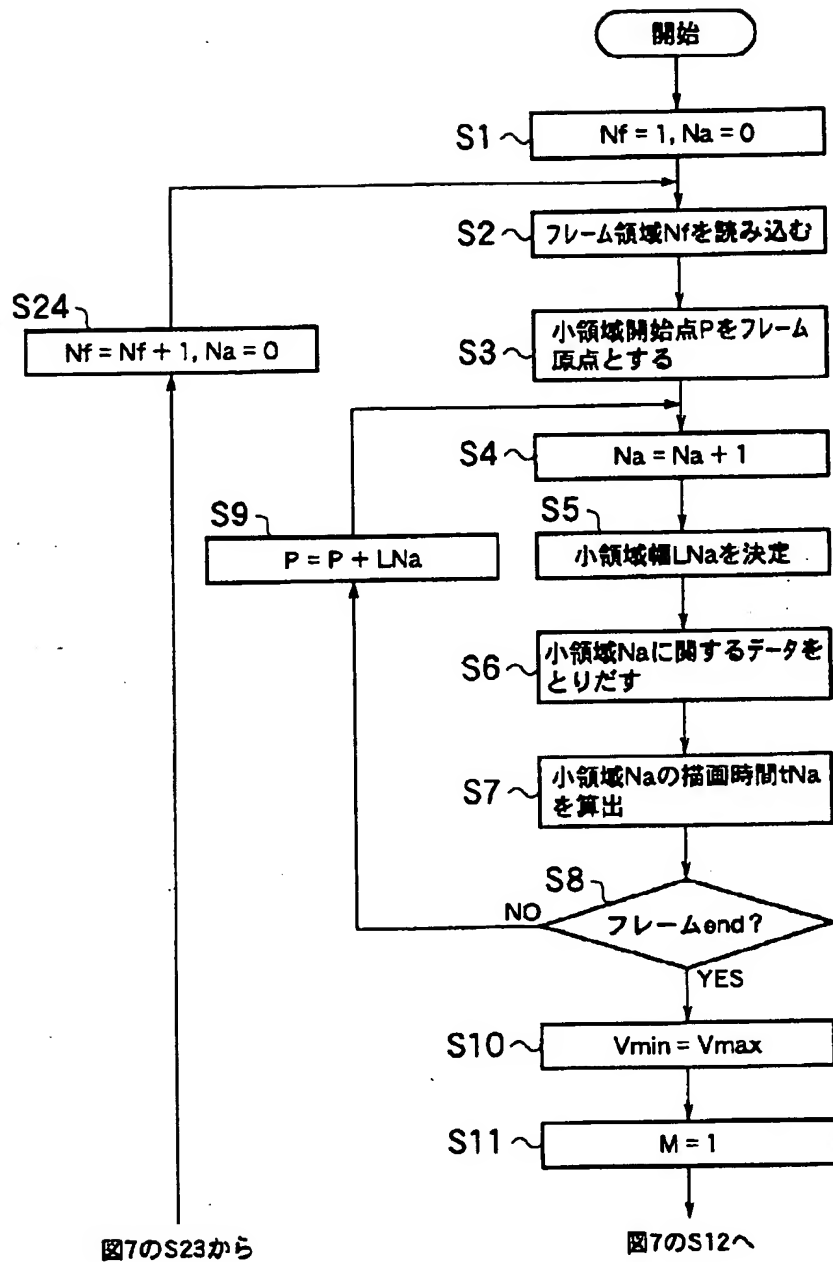 開始
S1
Nf = 1, Na = 0
S2
フレーム領域Nfを読み込む
S24
Nf = Nf + 1, Na = 0
S3
小領域開始点Pをフレーム
原点とする
S4
Na = Na + 1
S9
P = P + LNa
S5
小領域幅LNaを決定
S6
小領域Naに関するデータを
とりだす
S7
小領域Naの描画時間tNa
を算出
S8
NO
フレームend?
YES
S10
Vmin = Vmax
S11
M = 1
図7のS23から
図7のS12へ